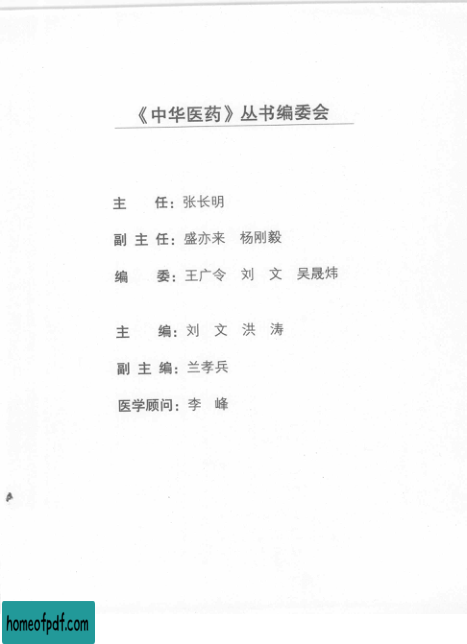 《中华医药》丛书编委会
主　　任：张长明
副 主 任：盛亦来　杨刚毅
编　　委：王广令　刘　文　吴晟炜
主　　编：刘　文　洪　涛
副 主 编：兰孝兵
医学顾问：李　峰
homeofpdf.com